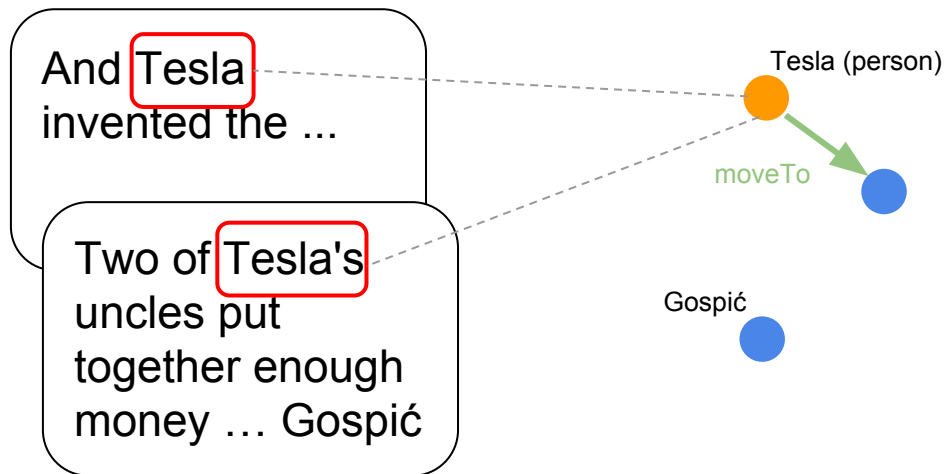 And Tesla
invented the ...
Two of Tesla's
uncles put
together enough
money … Gospić
Tesla (person)
moveTo
Gospić